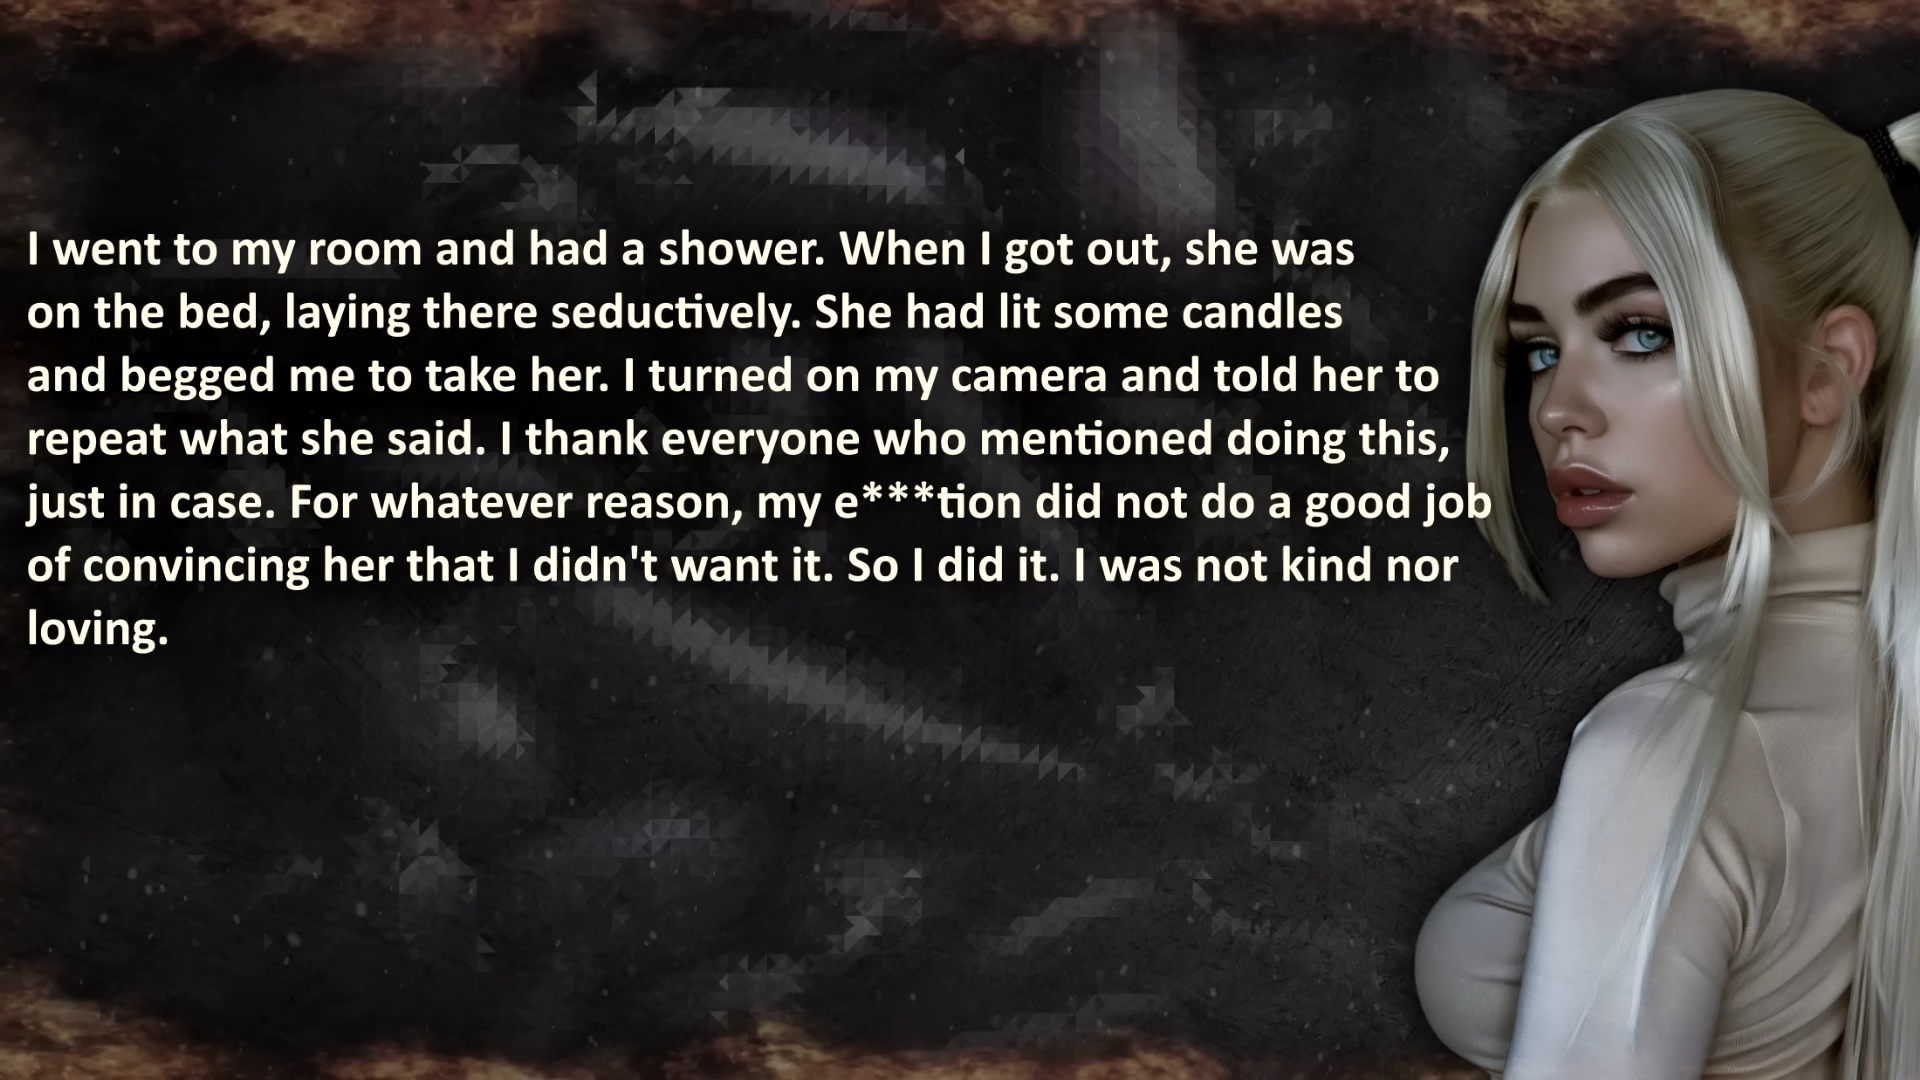 I went to my room and had a shower. When I got out, she was
on the bed, laying there seductively. She had lit some candles
and begged me to take her. I turned on my camera and told her to
repeat what she said. I thank everyone who mentioned doing this,
just in case. For whatever reason, my e***tion did not do a good job
of convincing her that I didn't want it. So I did it. I was not kind nor
loving.